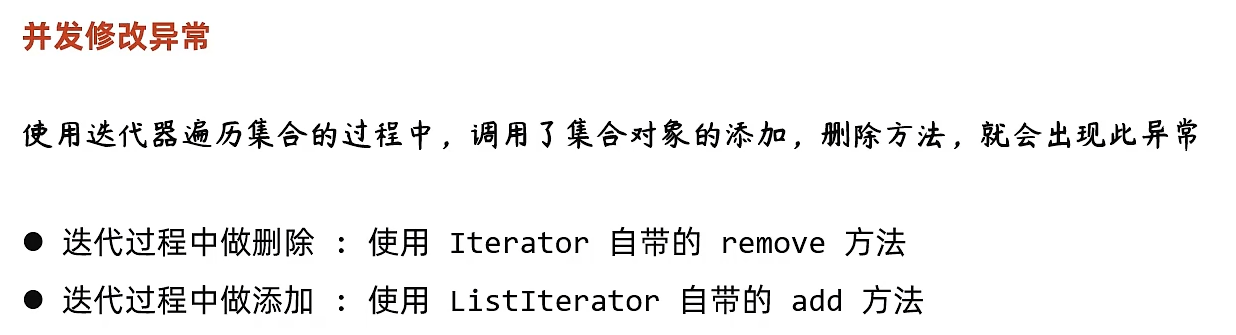 并发修改异常
使用迭代器遍历集合的过程中，调用了集合对象的添加，删除方法，就会出现此异常
● 迭代过程中做删除 : 使用 Iterator 自带的 remove 方法
● 迭代过程中做添加 : 使用 ListIterator 自带的 add 方法